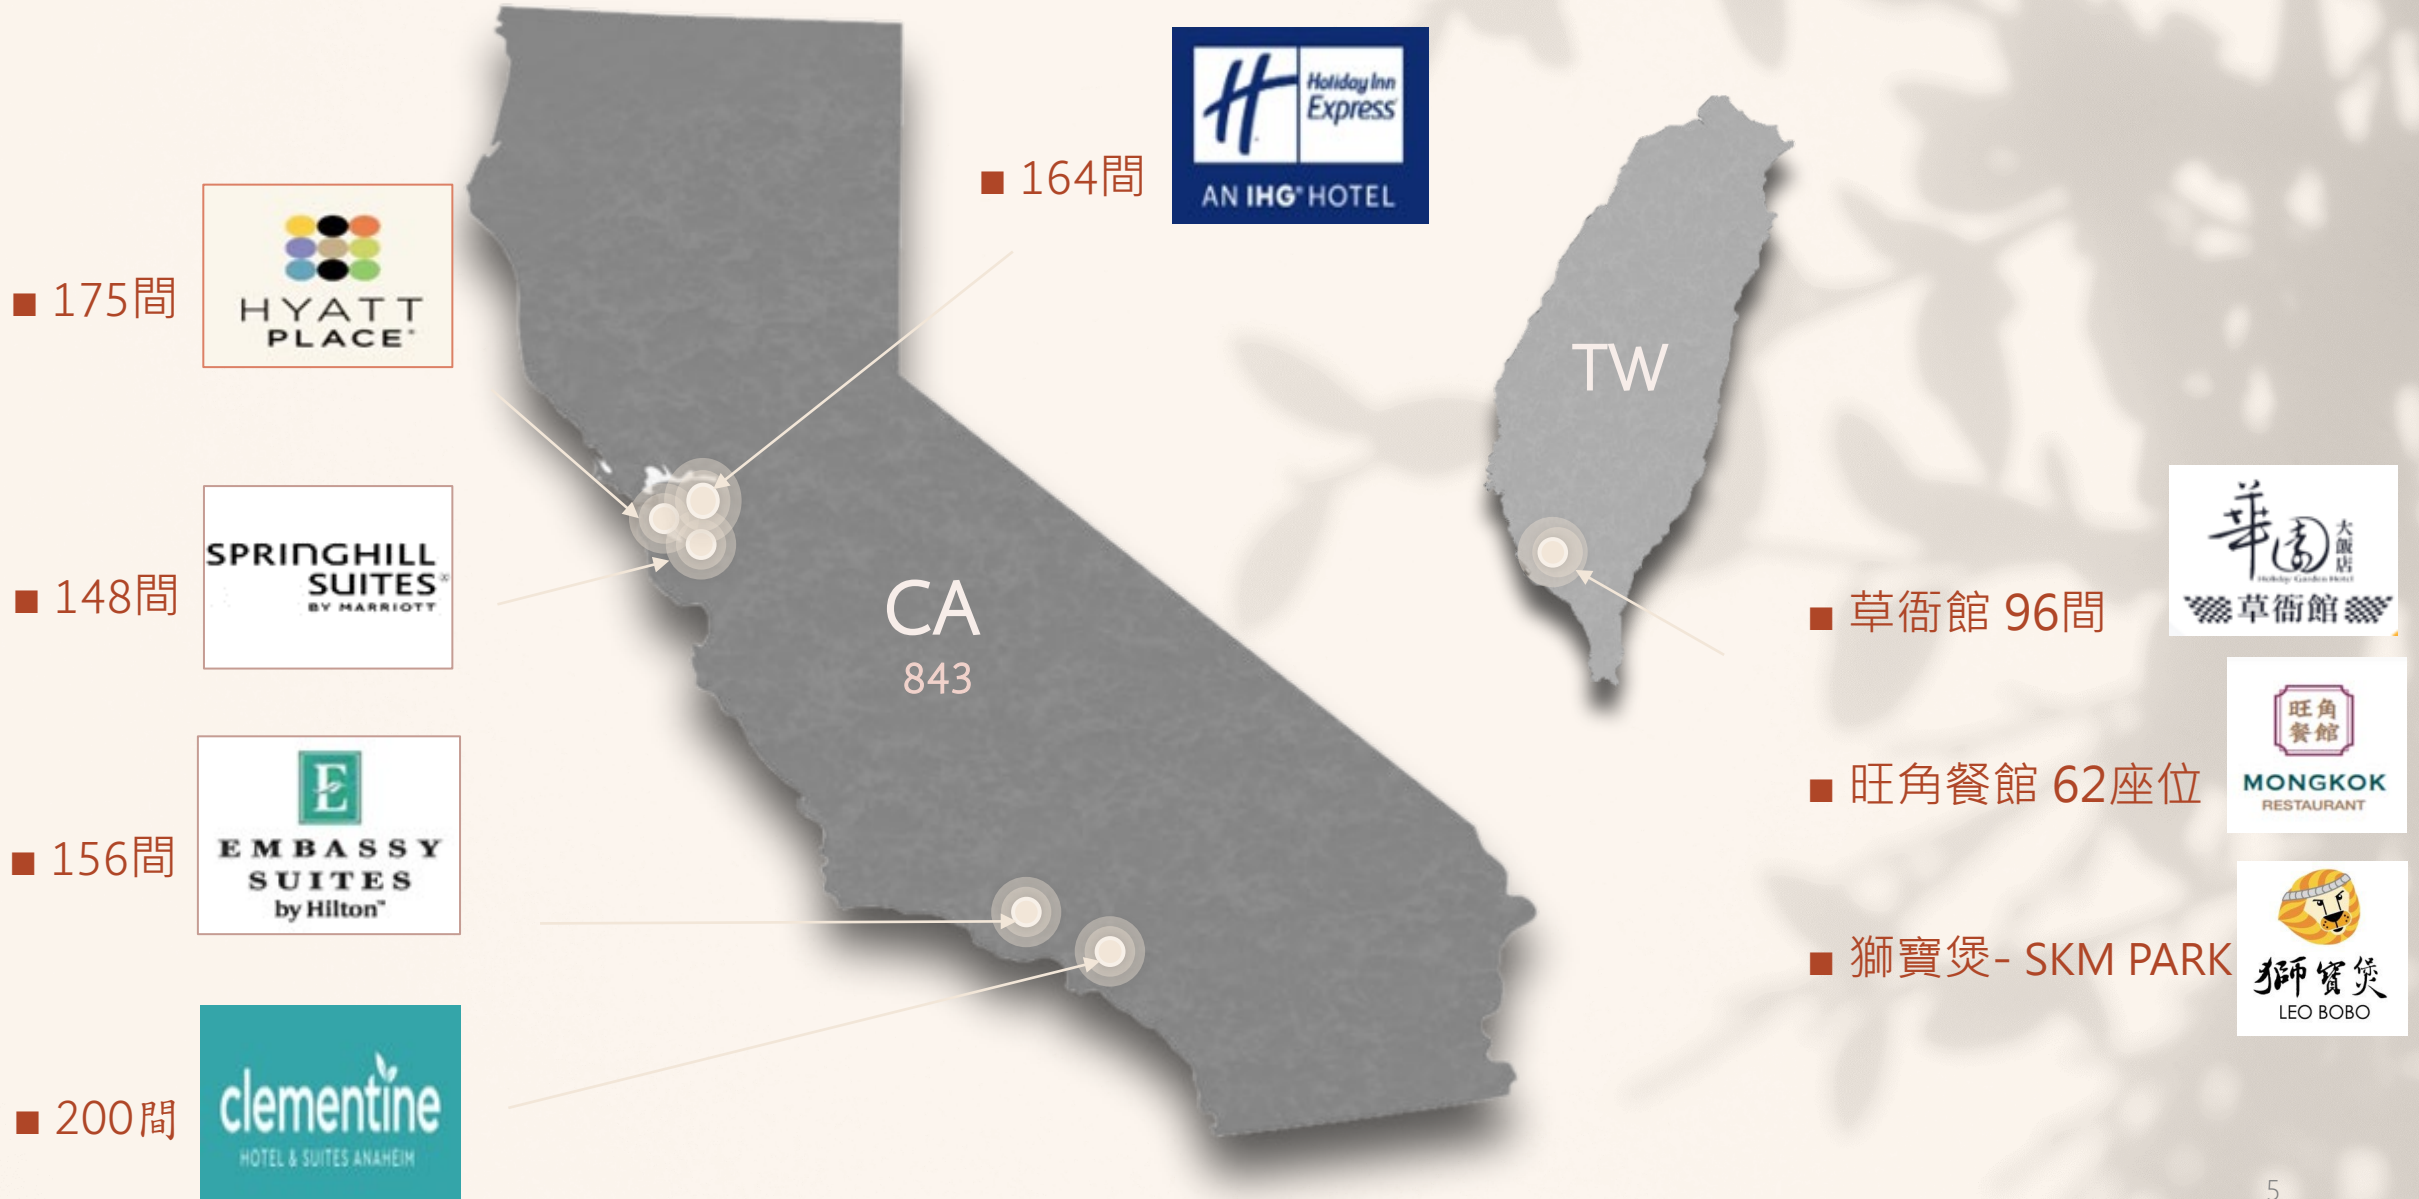 ■ 175間
HYATT
PLACE
■ 148間
SPRINGHILL
SUITES®
BY MARRIOTT
■ 156間
E
EMBASSY
SUITES
by Hilton™
■ 200間
clementine
HOTEL & SUITES ANAHEIM
■ 164間
H
Holiday Inn
Express
AN IHG® HOTEL
CA
843
TW
■ 草衙館 96間
華園
大飯店
Holiday Garden Hotel
草衙館
■ 旺角餐館 62座位
旺角
餐館
MONGKOK
RESTAURANT
■ 獅寶煲- SKM PARK
獅寶煲
LEO BOBO
5